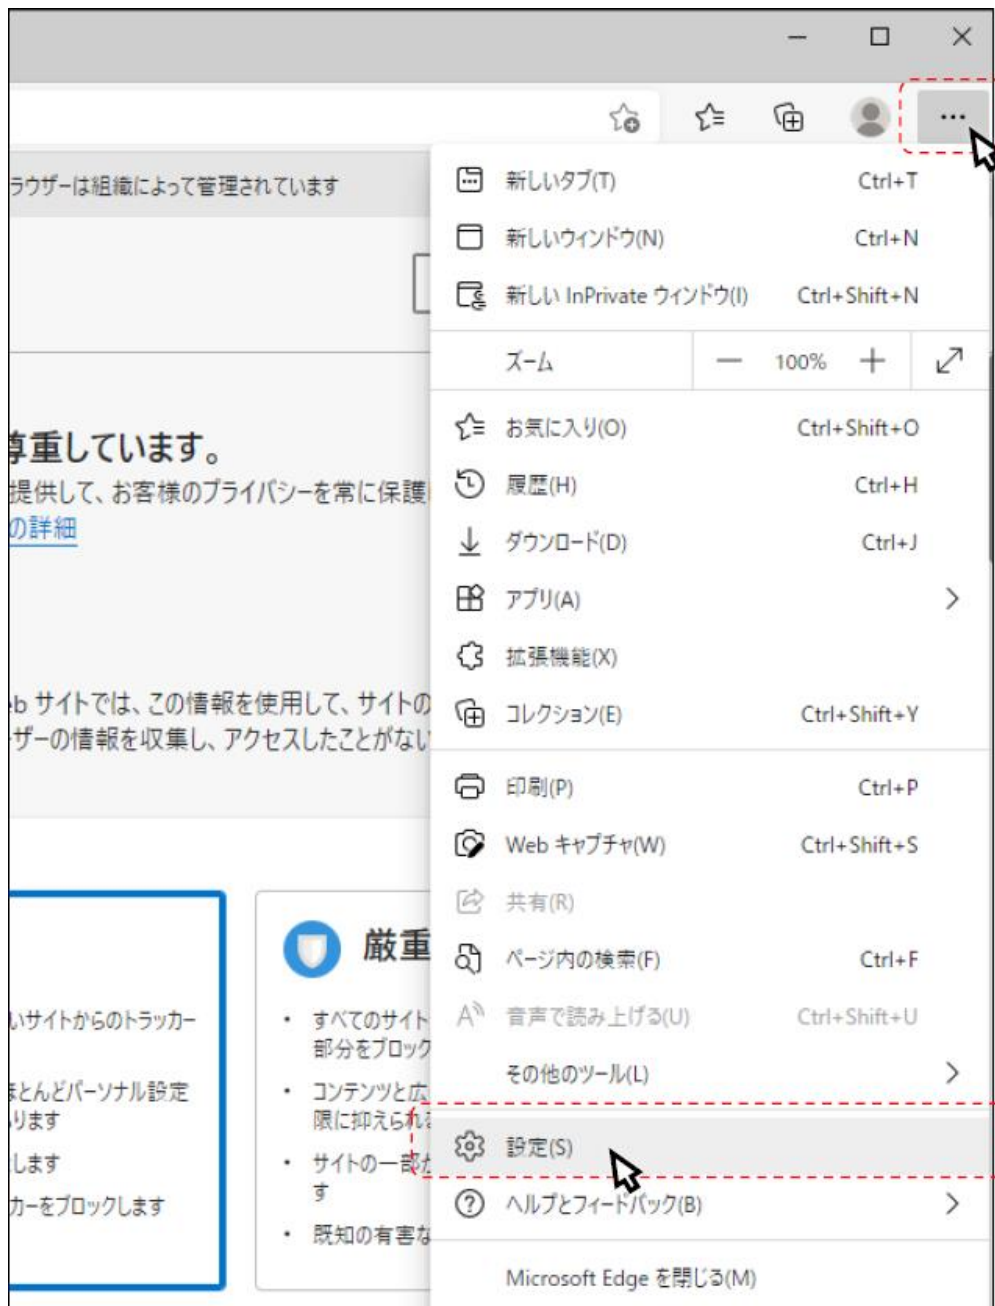 ラウザーは組織によって管理されています
尊重しています。
提供して、お客様のプライバシーを常に保護
の詳細
eb サイトでは、この情報を使用して、サイトの
ーザーの情報を収集し、アクセスしたことがない
いサイトからのトラッカー
ほとんどパーソナル設定
ります
します
カーをブロックします
厳重
• すべてのサイト
部分をブロック
• コンテンツと広
限に抑えられる
• サイトの一部が
す
• 既知の有害な
新しいタブ(T) Ctrl+T
新しいウィンドウ(N) Ctrl+N
新しい InPrivate ウィンドウ(I) Ctrl+Shift+N
ズーム 100%
お気に入り(O) Ctrl+Shift+O
履歴(H) Ctrl+H
ダウンロード(D) Ctrl+J
アプリ(A)
拡張機能(X)
コレクション(E) Ctrl+Shift+Y
印刷(P) Ctrl+P
Web キャプチャ(W) Ctrl+Shift+S
共有(R)
ページ内の検索(F) Ctrl+F
音声で読み上げる(U) Ctrl+Shift+U
その他のツール(L)
設定(S)
ヘルプとフィードバック(B)
Microsoft Edge を閉じる(M)